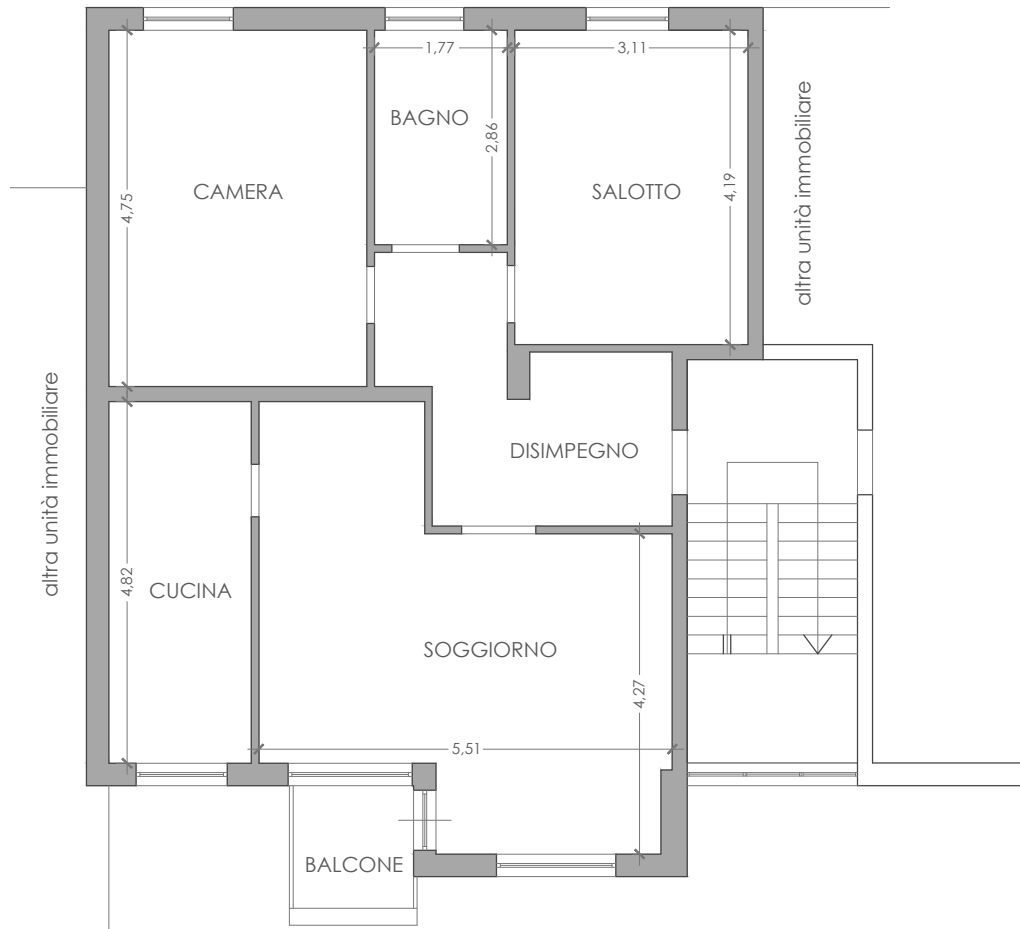 1,77
3,11
BAGNO
2,86
altra unità immobiliare
CAMERA
4,75
SALOTTO
4,19
altra unità immobiliare
DISIMPEGNO
4,82
CUCINA
SOGGIORNO
4,27
5,51
BALCONE